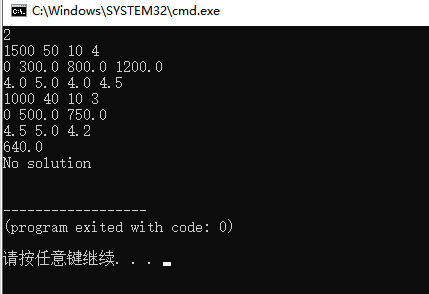 C:\Windows\SYSTEM32\cmd.exe
2
1500 50 10 4
0 300.0 800.0 1200.0
4.0 5.0 4.0 4.5
1000 40 10 3
0 500.0 750.0
4.5 5.0 4.2
640.0
No solution
------------------
(program exited with code: 0)
请按任意键继续. . .